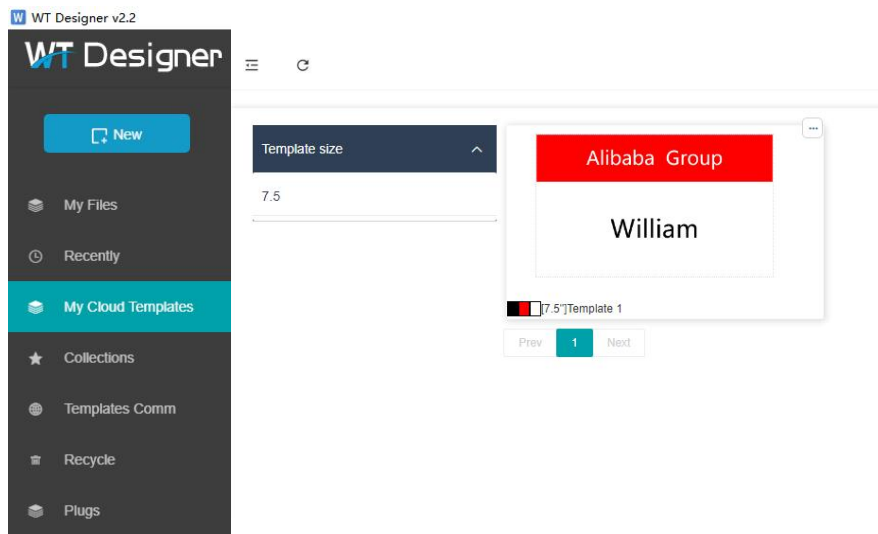 WT Designer v2.2
WT Designer
New
My Files
Recently
My Cloud Templates
Collections
Templates Comm
Recycle
Plugs
Template size
7.5
Alibaba Group
William
[7.5"]Template 1
Prev 1 Next